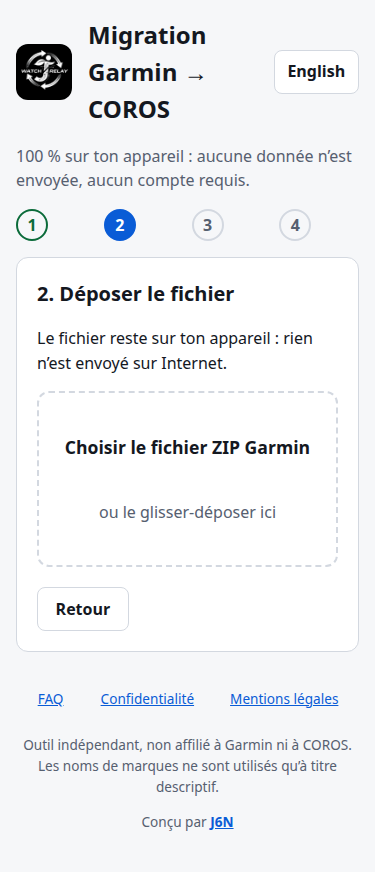 WATCH RELAY
Migration
Garmin →
COROS
English
100 % sur ton appareil : aucune donnée n’est
envoyée, aucun compte requis.
1 2 3 4
2. Déposer le fichier
Le fichier reste sur ton appareil : rien
n’est envoyé sur Internet.
Choisir le fichier ZIP Garmin
ou le glisser-déposer ici
Retour
FAQ Confidentialité Mentions légales
Outil indépendant, non affilié à Garmin ni à COROS.
Les noms de marques ne sont utilisés qu’à titre
descriptif.
Conçu par J6N